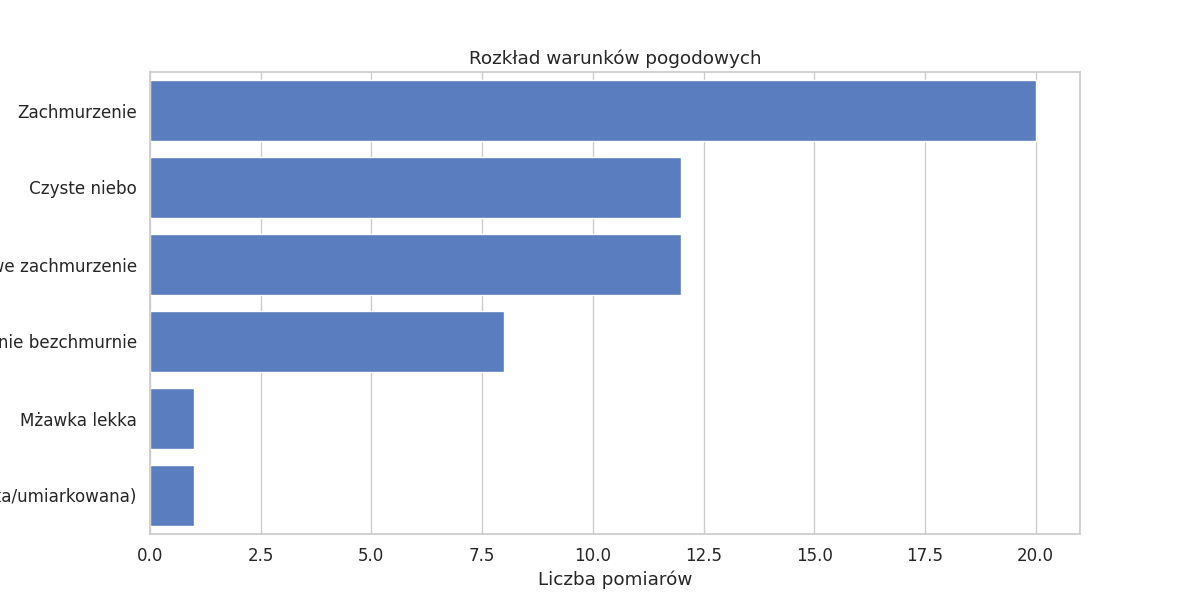 Rozkład warunków pogodowych
Zachmurzenie
Czyste niebo
zachmurzenie
bezchmurnie
Mżawka lekka
/umiarkowana)
0.0 2.5 5.0 7.5 10.0 12.5 15.0 17.5 20.0
Liczba pomiarów